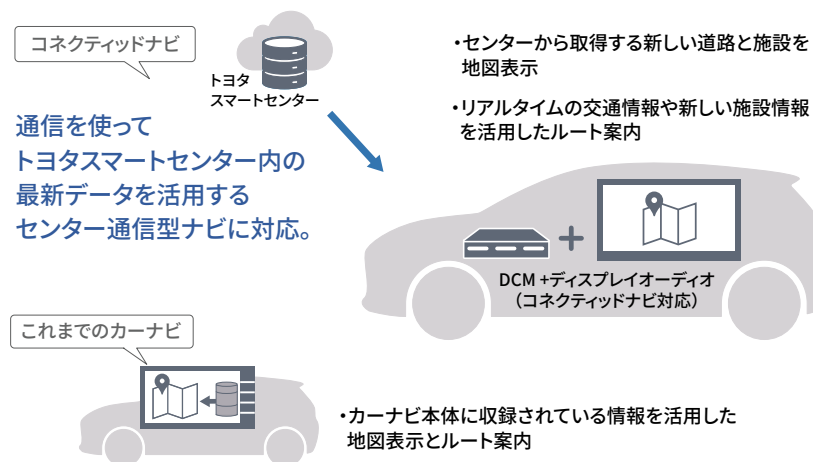 コネクティッドナビ
トヨタ
スマートセンター
通信を使って
トヨタスマートセンター内の
最新データを活用する
センター通信型ナビに対応。
・センターから取得する新しい道路と施設を
地図表示
・リアルタイムの交通情報や新しい施設情報
を活用したルート案内
DCM +ディスプレイオーディオ
（コネクティッドナビ対応）
これまでのカーナビ
・カーナビ本体に収録されている情報を活用した
地図表示とルート案内